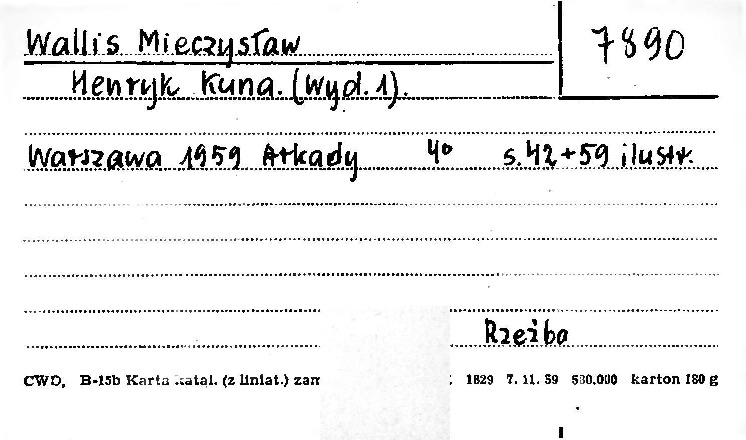 Wallis Mieczysław
7890
Henryk Kuna. (Wyd. 1).
Warszawa 1959 Arkady 4° s. 42 + 59 ilustr.
Rzeźba
CWD, B-15b Karta katal. (z liniat.) zam 1829 7. 11. 59 530.000 karton 180 g